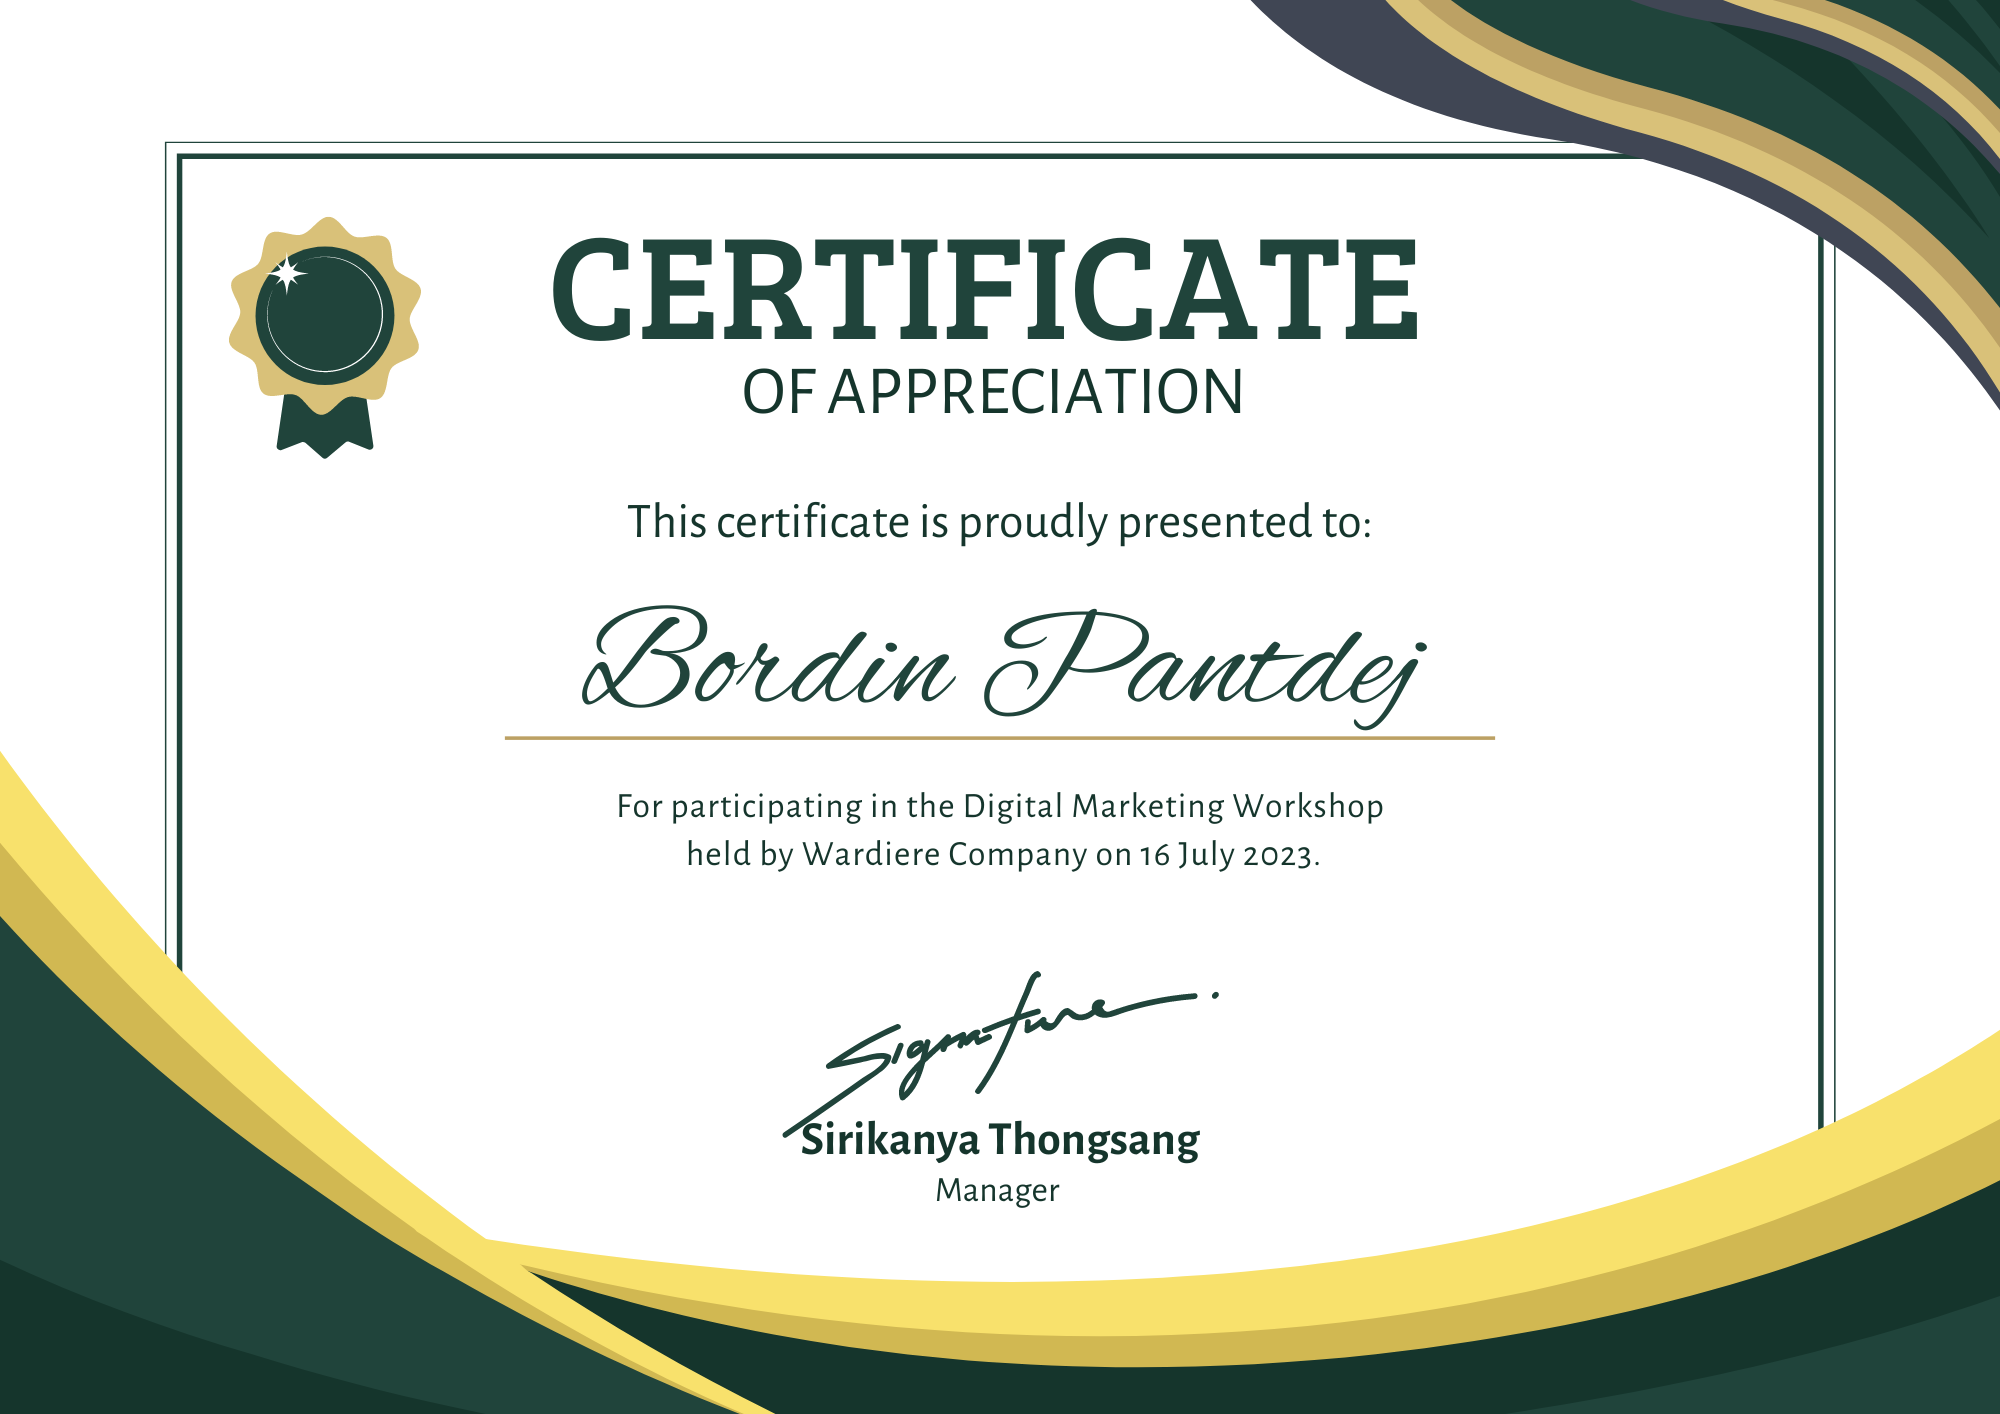 CERTIFICATE
OF APPRECIATION
This certificate is proudly presented to:
Bordin Pantdej
For participating in the Digital Marketing Workshop
held by Wardiere Company on 16 July 2023.
Signature
Sirikanya Thongsang
Manager